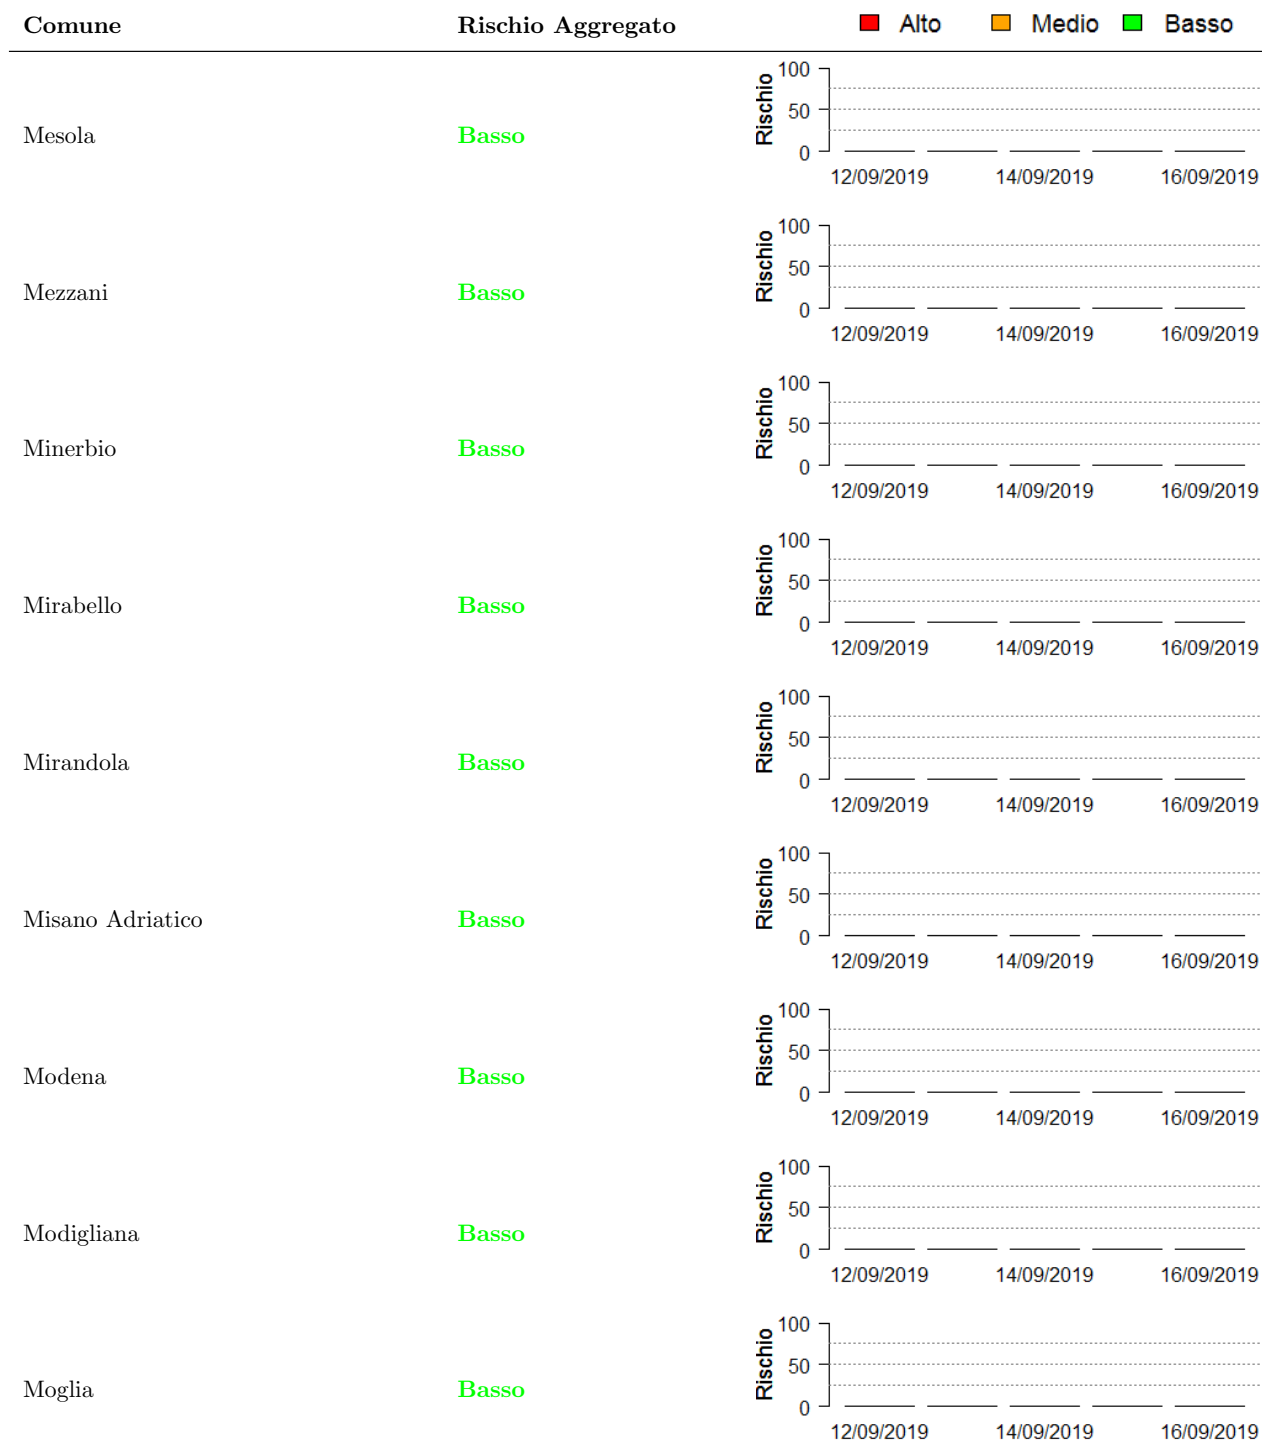 Comune Rischio Aggregato Alto Medio Basso
100
50
0
Rischio
Mesola Basso
12/09/2019 14/09/2019 16/09/2019
100
50
0
Rischio
Mezzani Basso
12/09/2019 14/09/2019 16/09/2019
100
50
0
Rischio
Minerbio Basso
12/09/2019 14/09/2019 16/09/2019
100
50
0
Rischio
Mirabello Basso
12/09/2019 14/09/2019 16/09/2019
100
50
0
Rischio
Mirandola Basso
12/09/2019 14/09/2019 16/09/2019
100
50
0
Rischio
Misano Adriatico Basso
12/09/2019 14/09/2019 16/09/2019
100
50
0
Rischio
Modena Basso
12/09/2019 14/09/2019 16/09/2019
100
50
0
Rischio
Modigliana Basso
12/09/2019 14/09/2019 16/09/2019
100
50
0
Rischio
Moglia Basso
12/09/2019 14/09/2019 16/09/2019